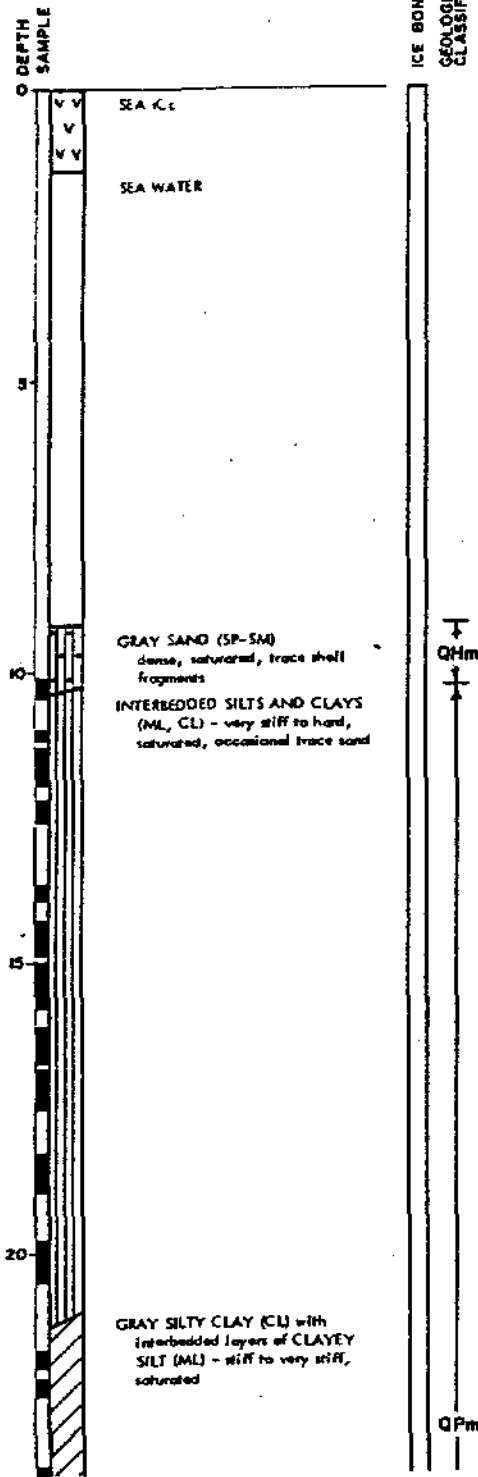 DEPTH
SAMPLE
ICE BON
GEOLOGI
CLASSIF
0
SEA ICE
SEA WATER
5
GRAY SAND (SP-SM)
dense, saturated, trace shell
fragments
QHm
10
INTERBEDDED SILTS AND CLAYS
(ML, CL) - very stiff to hard,
saturated, occasional trace sand
15
20
GRAY SILTY CLAY (CL) with
interbedded layers of CLAYEY
SILT (ML) - stiff to very stiff,
saturated
QPm